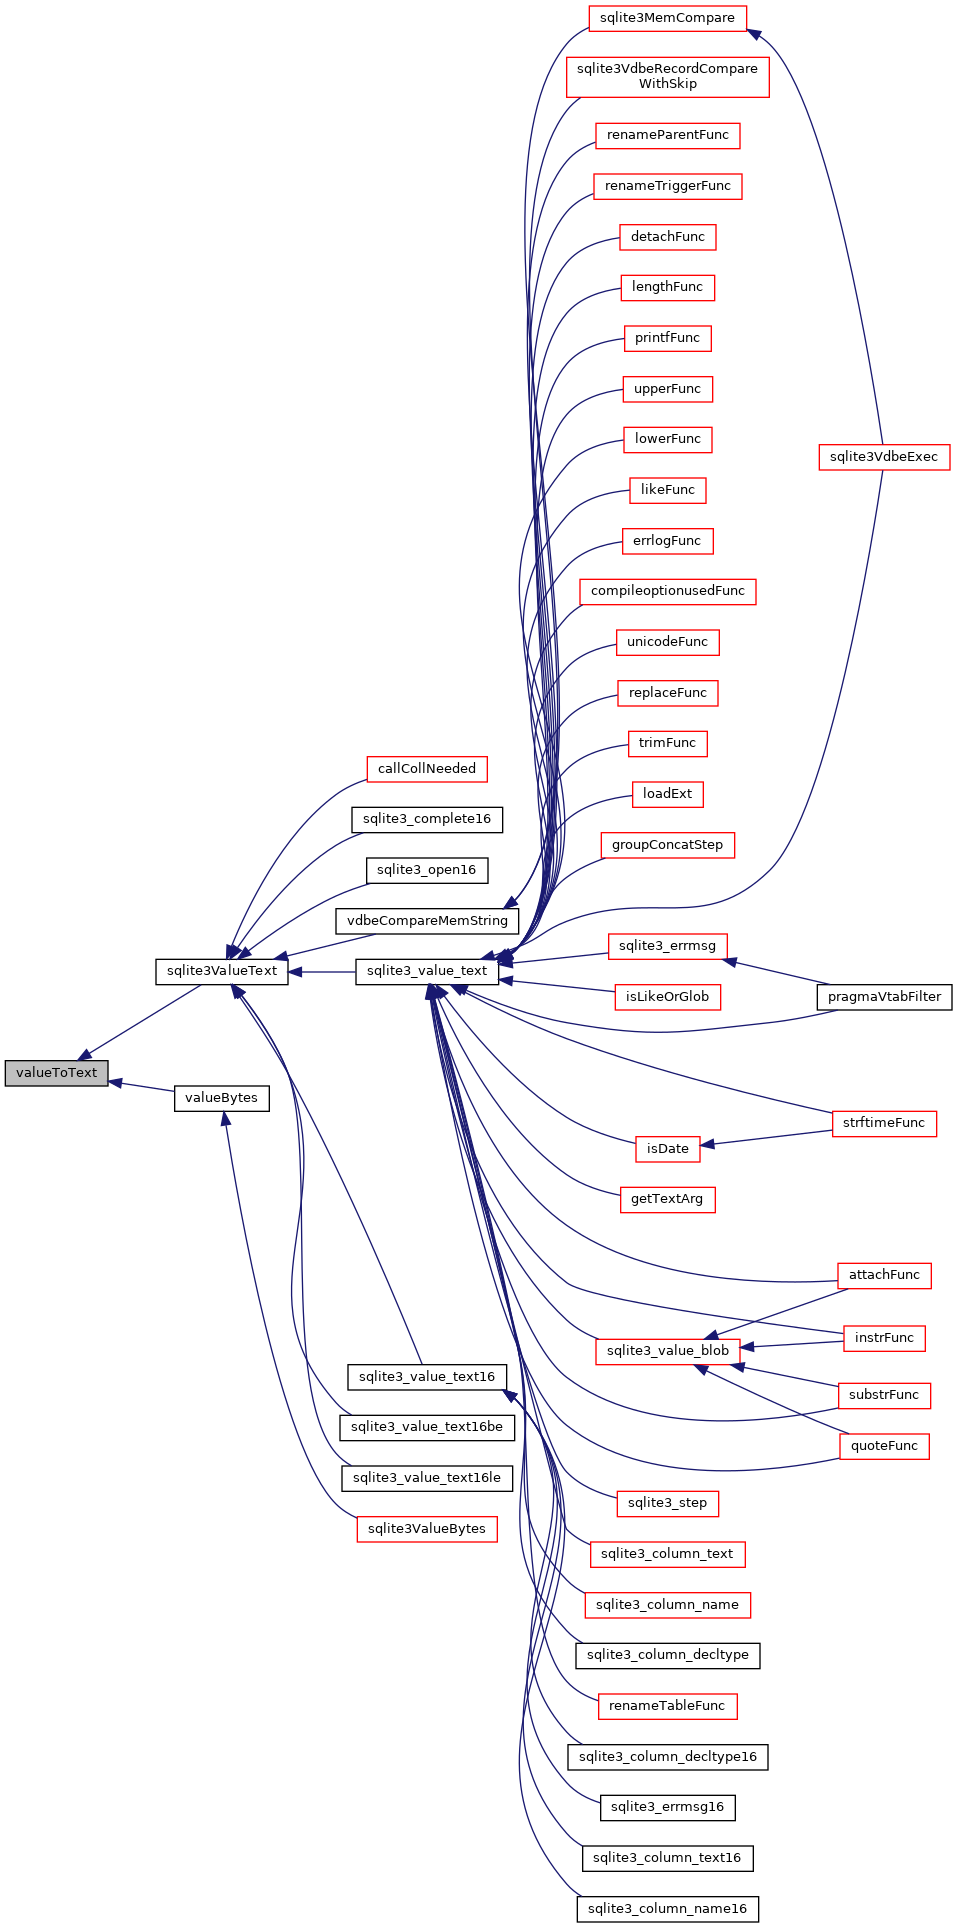 sqlite3MemCompare
sqlite3VdbeRecordCompare
WithSkip
renameParentFunc
renameTriggerFunc
detachFunc
lengthFunc
printfFunc
upperFunc
lowerFunc
sqlite3VdbeExec
likeFunc
errlogFunc
compileoptionusedFunc
unicodeFunc
replaceFunc
trimFunc
callCollNeeded
loadExt
sqlite3_complete16
groupConcatStep
sqlite3_open16
vdbeCompareMemString
sqlite3_errmsg
sqlite3ValueText
sqlite3_value_text
isLikeOrGlob
pragmaVtabFilter
valueToText
valueBytes
strftimeFunc
isDate
getTextArg
attachFunc
instrFunc
sqlite3_value_blob
sqlite3_value_text16
substrFunc
sqlite3_value_text16be
quoteFunc
sqlite3_value_text16le
sqlite3_step
sqlite3ValueBytes
sqlite3_column_text
sqlite3_column_name
sqlite3_column_decltype
renameTableFunc
sqlite3_column_decltype16
sqlite3_errmsg16
sqlite3_column_text16
sqlite3_column_name16